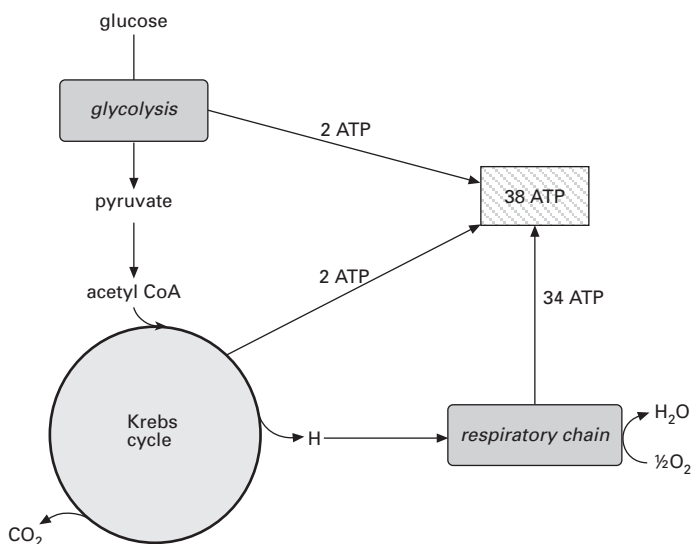 glucose
glycolysis
2 ATP
pyruvate
38 ATP
acetyl CoA
2 ATP
34 ATP
Krebs
cycle
H
respiratory chain
H₂O
½O₂
CO₂